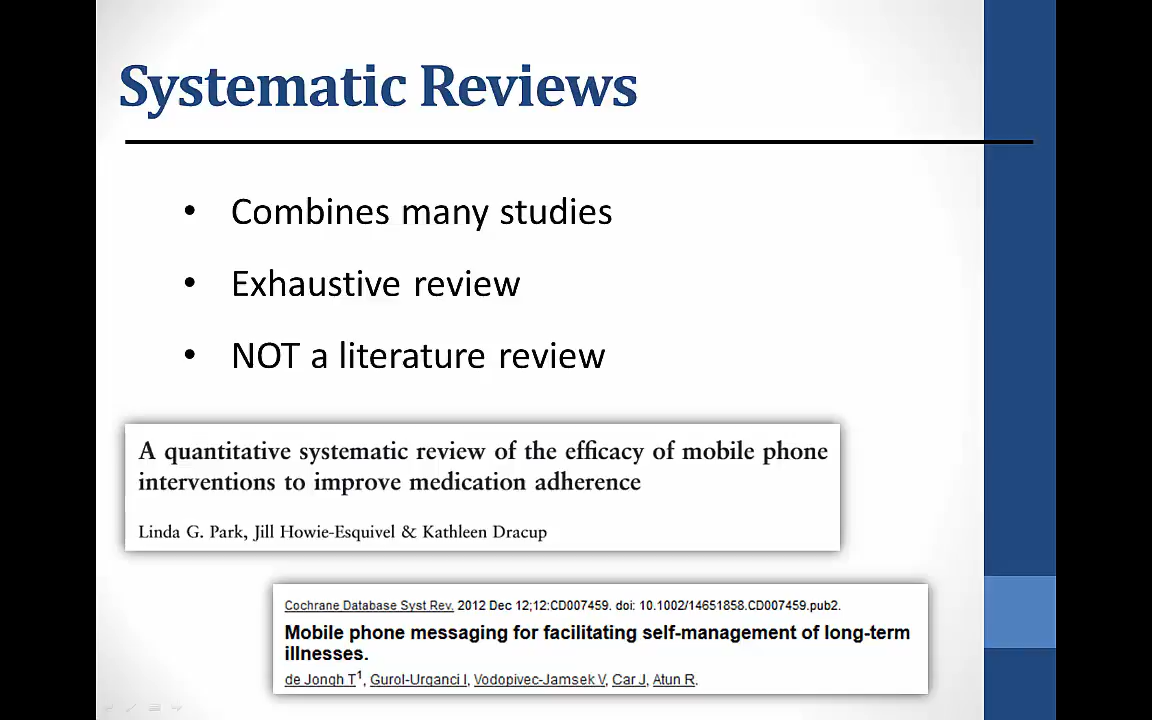 Systematic Reviews
• Combines many studies
• Exhaustive review
• NOT a literature review
A quantitative systematic review of the efficacy of mobile phone
interventions to improve medication adherence
Linda G. Park, Jill Howie-Esquivel & Kathleen Dracup
Cochrane Database Syst Rev. 2012 Dec 12;12:CD007459. doi: 10.1002/14651858.CD007459.pub2.
Mobile phone messaging for facilitating self-management of long-term
illnesses.
de Jongh T1, Gurol-Urganci I, Vodopivec-Jamsek V, Car J, Atun R.